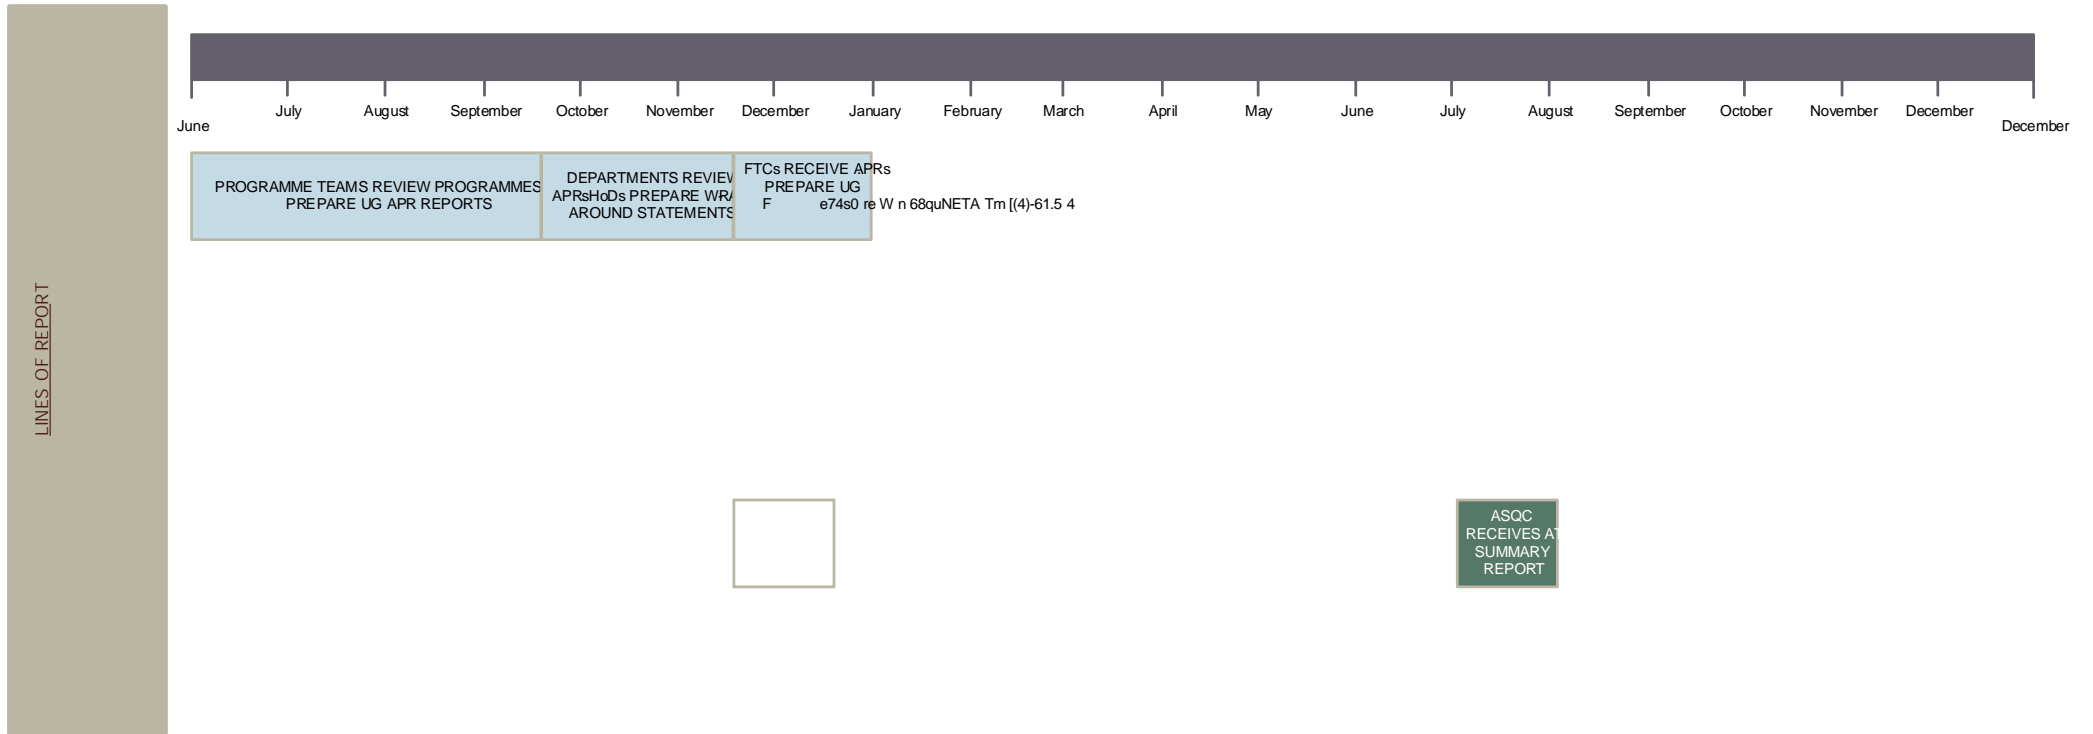 LINES OF REPORT
July August September October November December January February March April May June July August September October November December
June December
PROGRAMME TEAMS REVIEW PROGRAMMES
PREPARE UG APR REPORTS
DEPARTMENTS REVIEW
APRsHoDs PREPARE WRA
AROUND STATEMENTS
FTCs RECEIVE APRs
PREPARE UG
F e74s0 re W n 68quNETA Tm [(4)-61.5 4
ASQC
RECEIVES AT
SUMMARY
REPORT